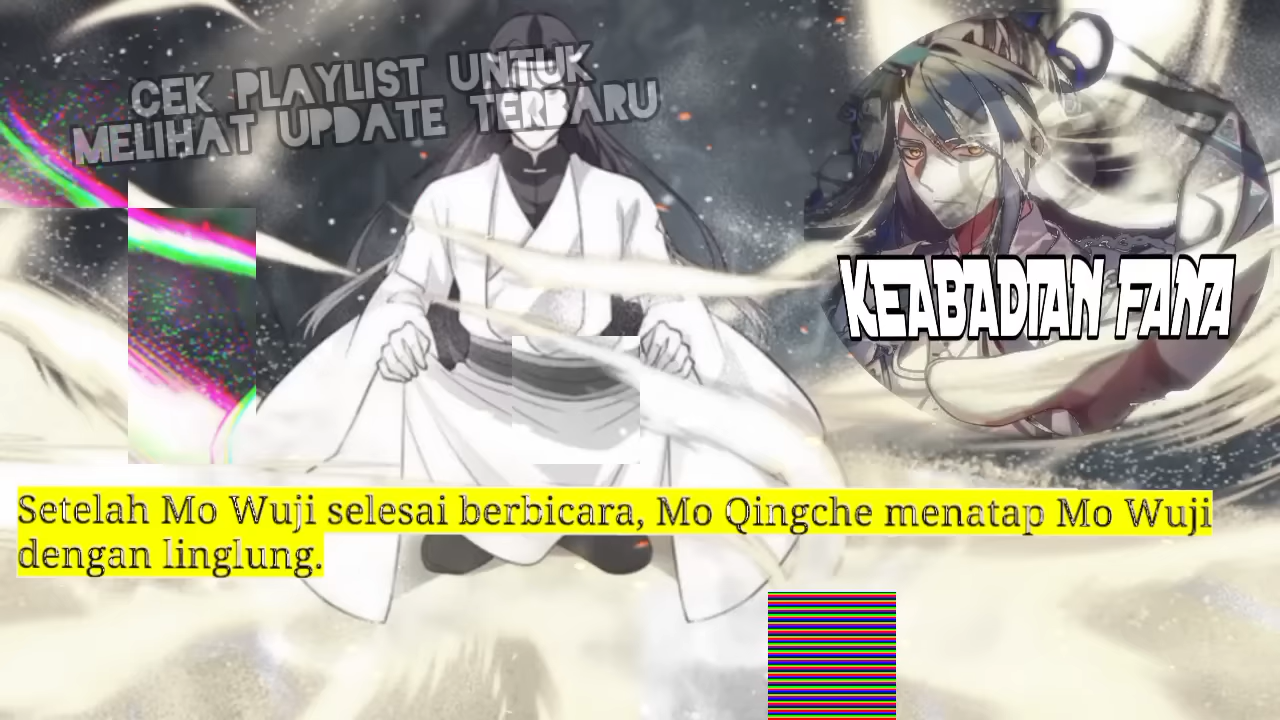 CEK PLAYLIST UNTUK
MELIHAT UPDATE TERBARU
KEABADIAN FANA
Setelah Mo Wuji selesai berbicara, Mo Qingche menatap Mo Wuji
dengan linglung.